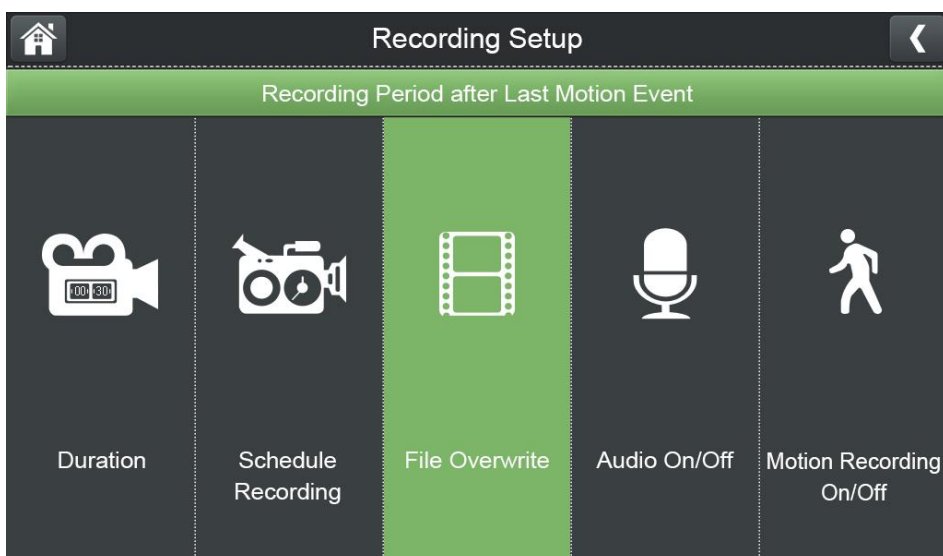 Recording Setup
Recording Period after Last Motion Event
00 30
Duration
Schedule
Recording
File Overwrite
Audio On/Off
Motion Recording
On/Off